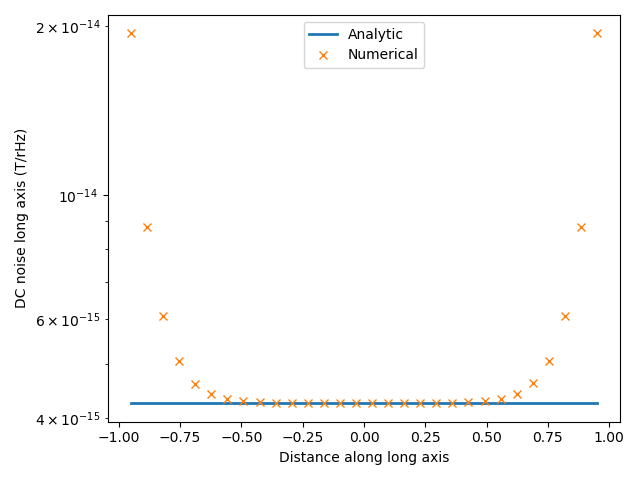 2 × 10⁻¹⁴
10⁻¹⁴
6 × 10⁻¹⁵
4 × 10⁻¹⁵
DC noise long axis (T/rHz)
Analytic
Numerical
−1.00 −0.75 −0.50 −0.25 0.00 0.25 0.50 0.75 1.00
Distance along long axis